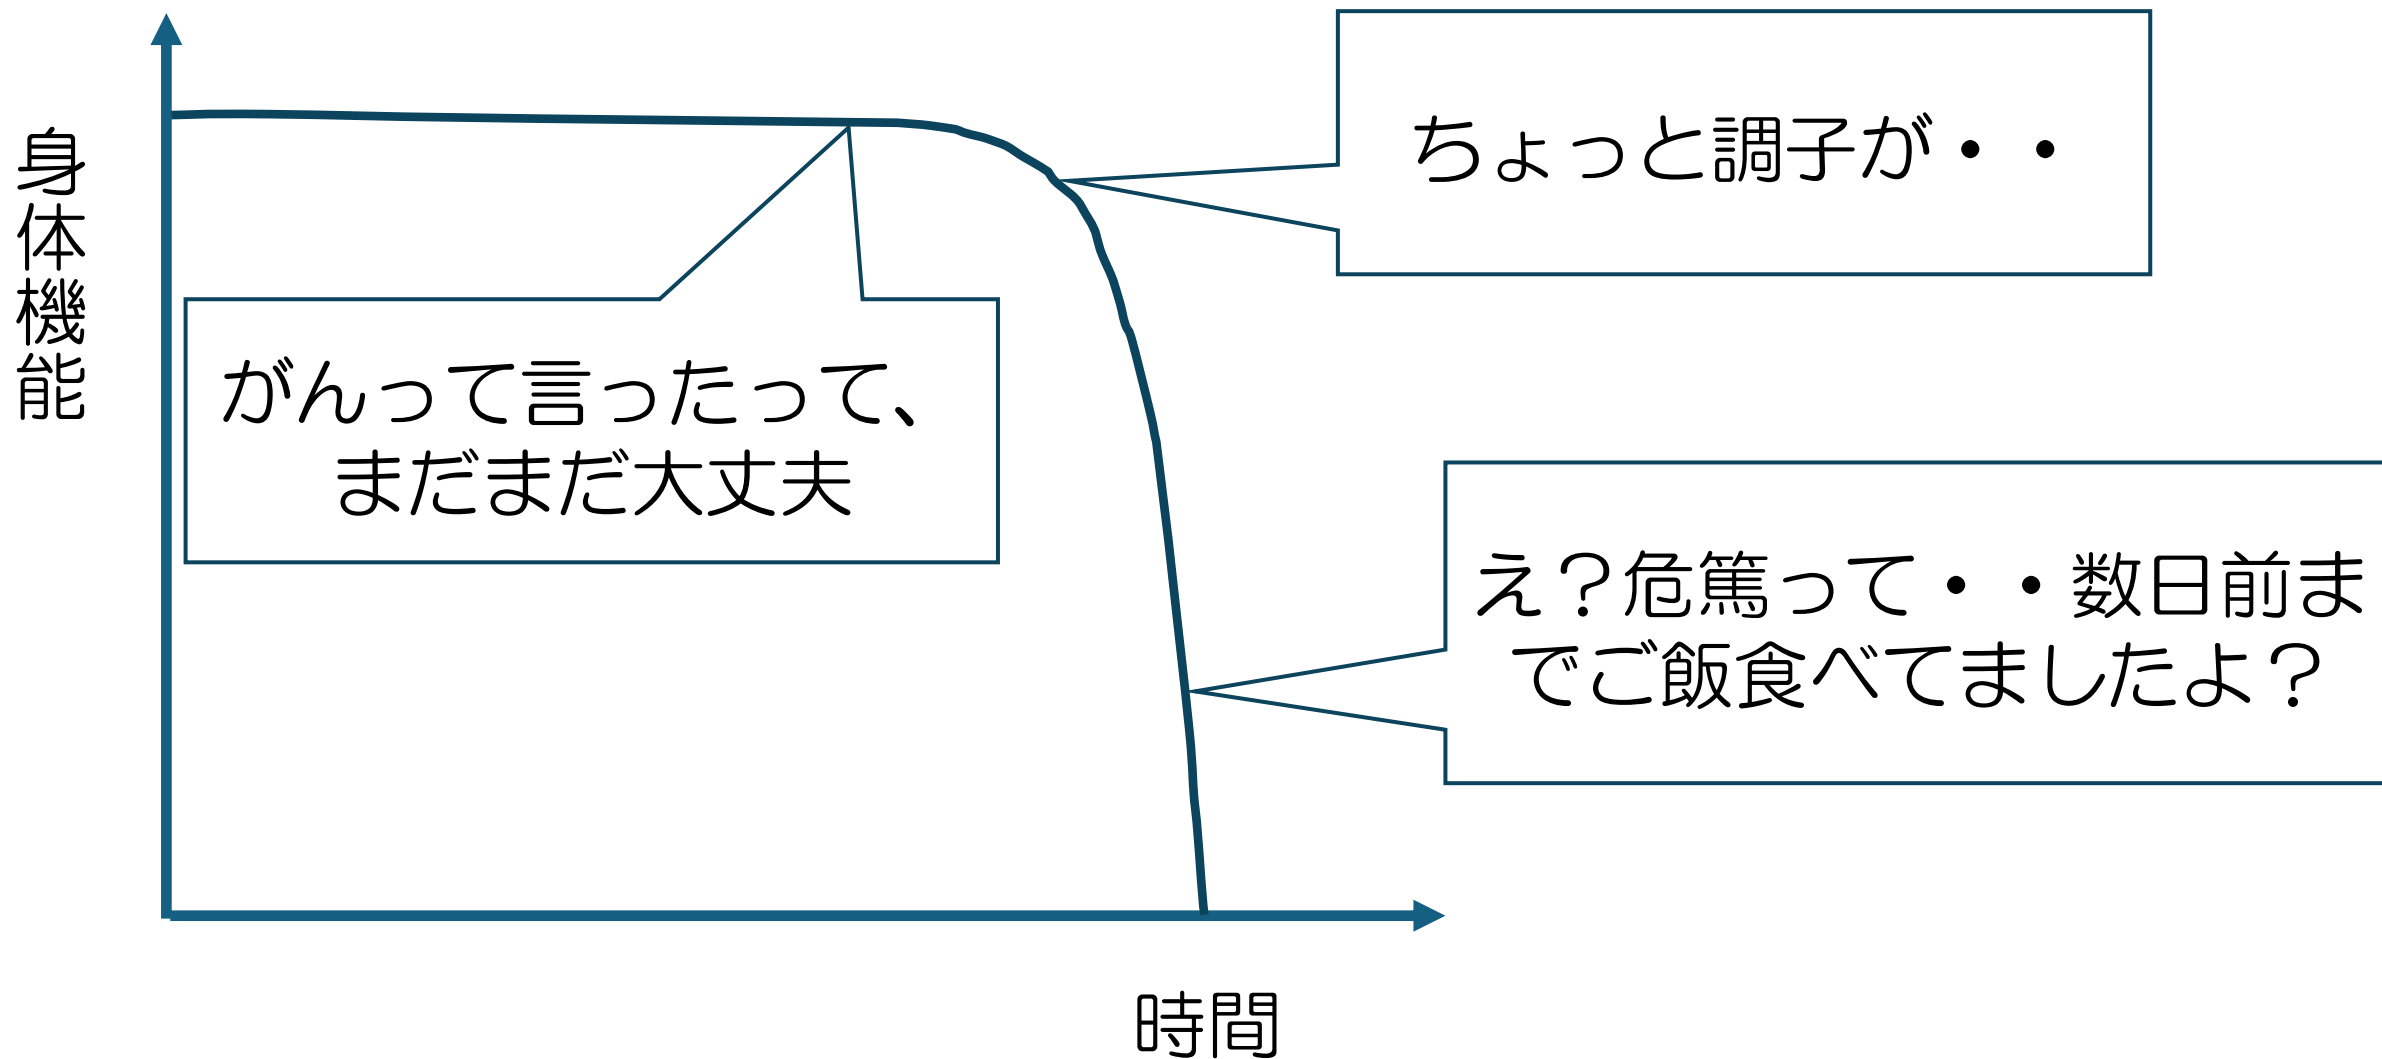 身体機能
ちょっと調子が・・
がんって言ったって、
まだまだ大丈夫
え？危篤って・・数日前ま
でご飯食べてましたよ？
時間